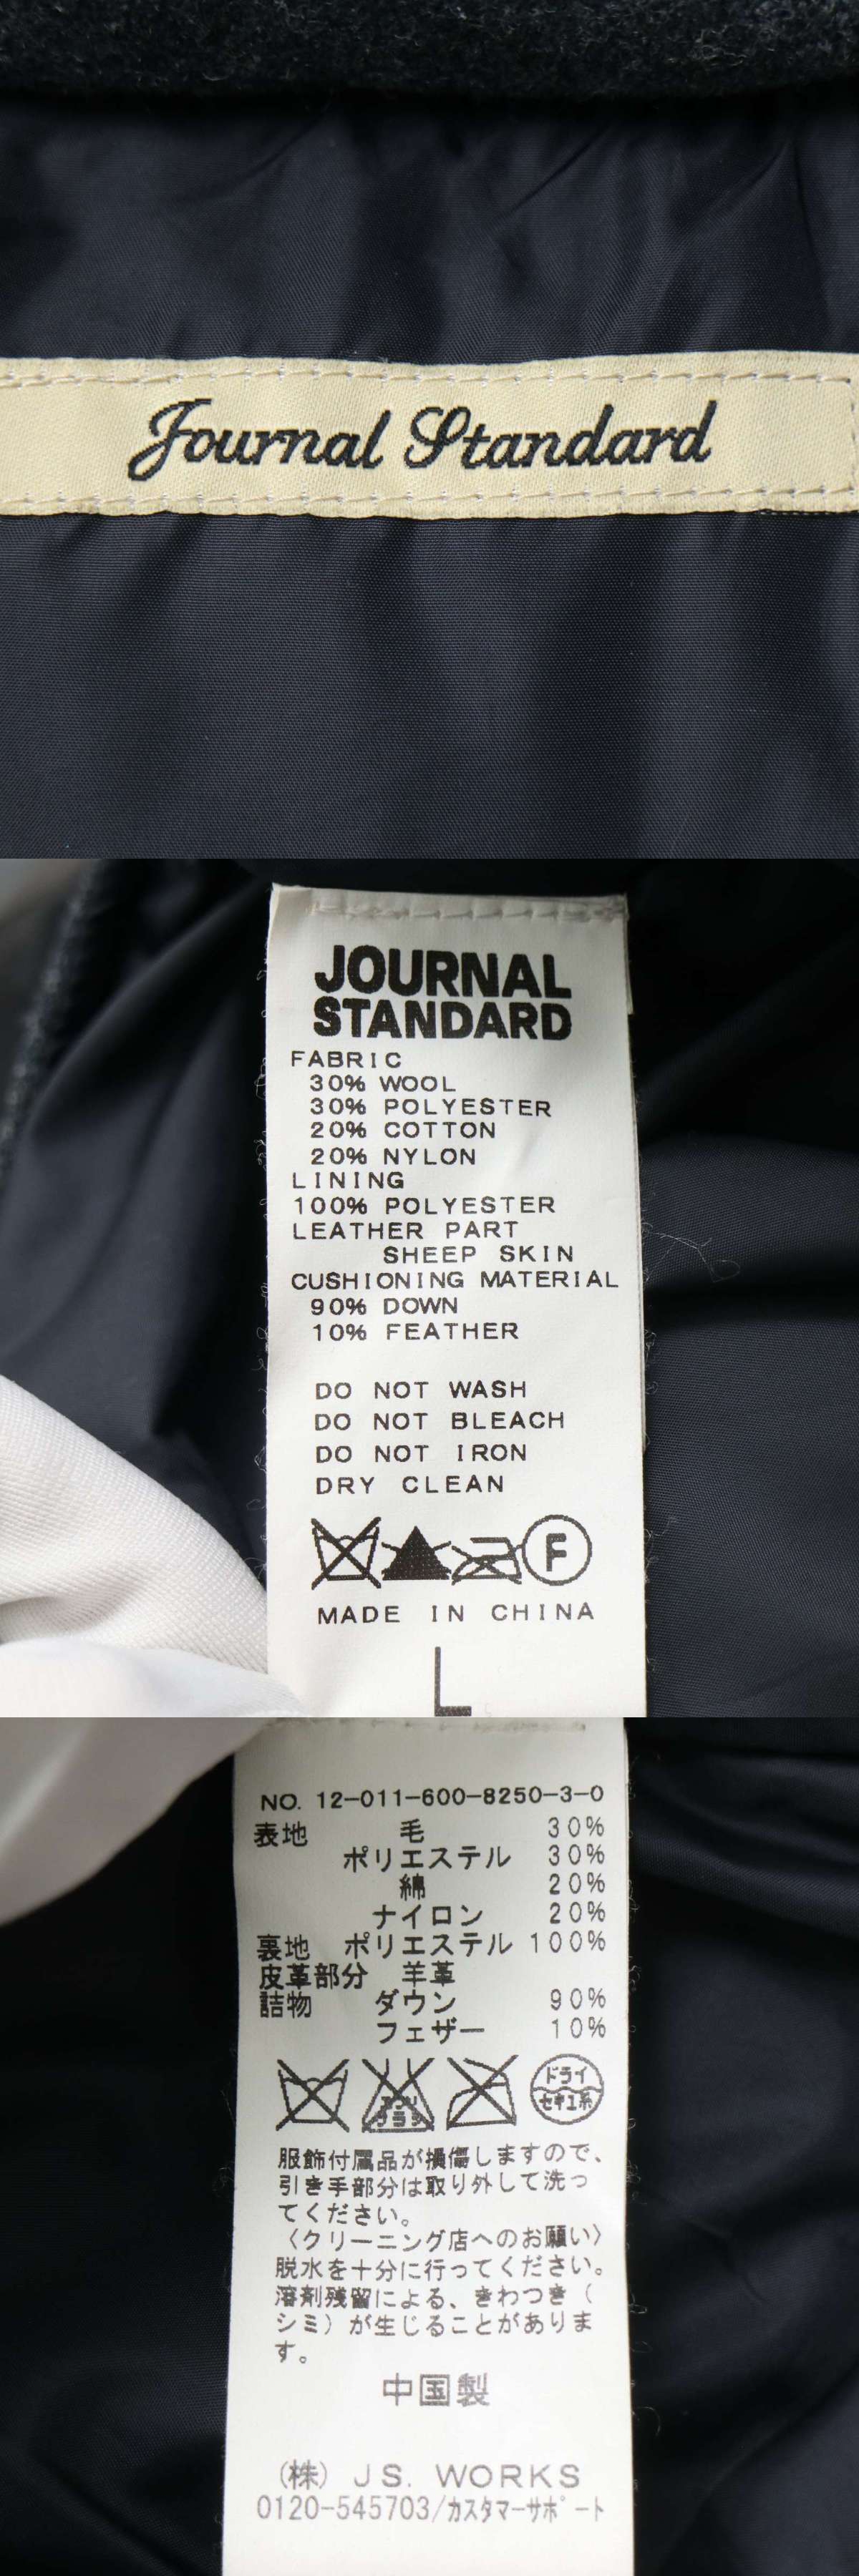 Journal Standard
JOURNAL
STANDARD
FABRIC
30% WOOL
30% POLYESTER
20% COTTON
20% NYLON
LINING
100% POLYESTER
LEATHER PART
SHEEP SKIN
CUSHIONING MATERIAL
90% DOWN
10% FEATHER
DO NOT WASH
DO NOT BLEACH
DO NOT IRON
DRY CLEAN
F
MADE IN CHINA
L
NO. 12-011-600-8250-3-0
表地 毛 30%
ポリエステル 30%
綿 20%
ナイロン 20%
裏地 ポリエステル 100%
皮革部分 羊革
詰物 ダウン 90%
フェザー 10%
エンソ
サラシ
ドライ
セキユ系
服飾付属品が損傷しますので、
引き手部分は取り外して洗っ
てください。
〈クリーニング店へのお願い〉
脱水を十分に行ってください。
溶剤残留による、きわつき（
シミ）が生じることがありま
す。
中国製
(株) JS. WORKS
0120-545703/カスタマーサポート